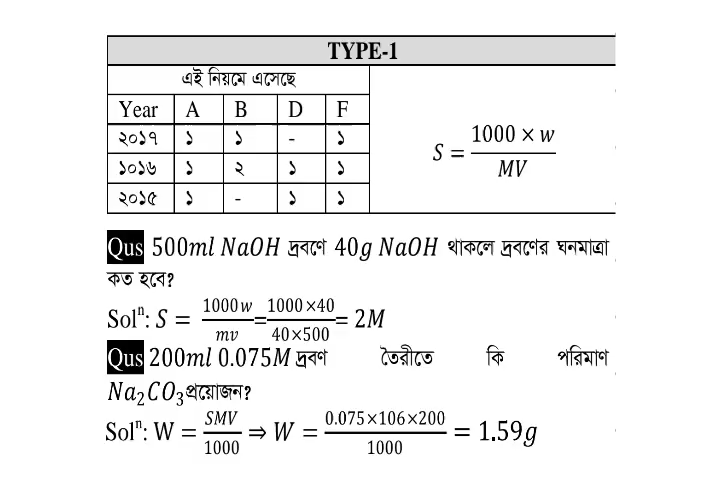 TYPE-1
এই নিয়মে এসেছে
Year A B D F
২০১৭ ১ ১ - ১
১০১৬ ১ ২ ১ ১
২০১৫ ১ - ১ ১
S = 1000 × w / MV
Qus 500ml NaOH দ্রবণে 40g NaOH থাকলে দ্রবণের ঘনমাত্রা
কত হবে?
Solⁿ: S = 1000w / mv = 1000×40 / 40×500 = 2M
Qus 200ml 0.075M দ্রবণ তৈরীতে কি পরিমাণ
Na₂CO₃প্রয়োজন?
Solⁿ: W = SMV / 1000 ⇒ W = 0.075×106×200 / 1000 = 1.59g